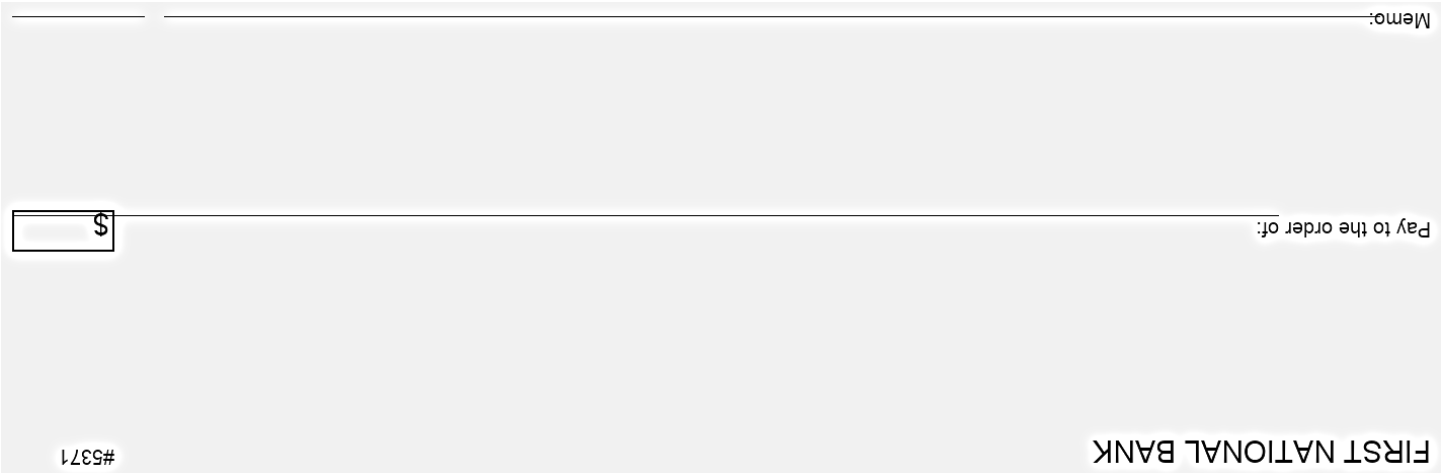 FIRST NATIONAL BANK
#5371
Pay to the order of:
$
Memo: